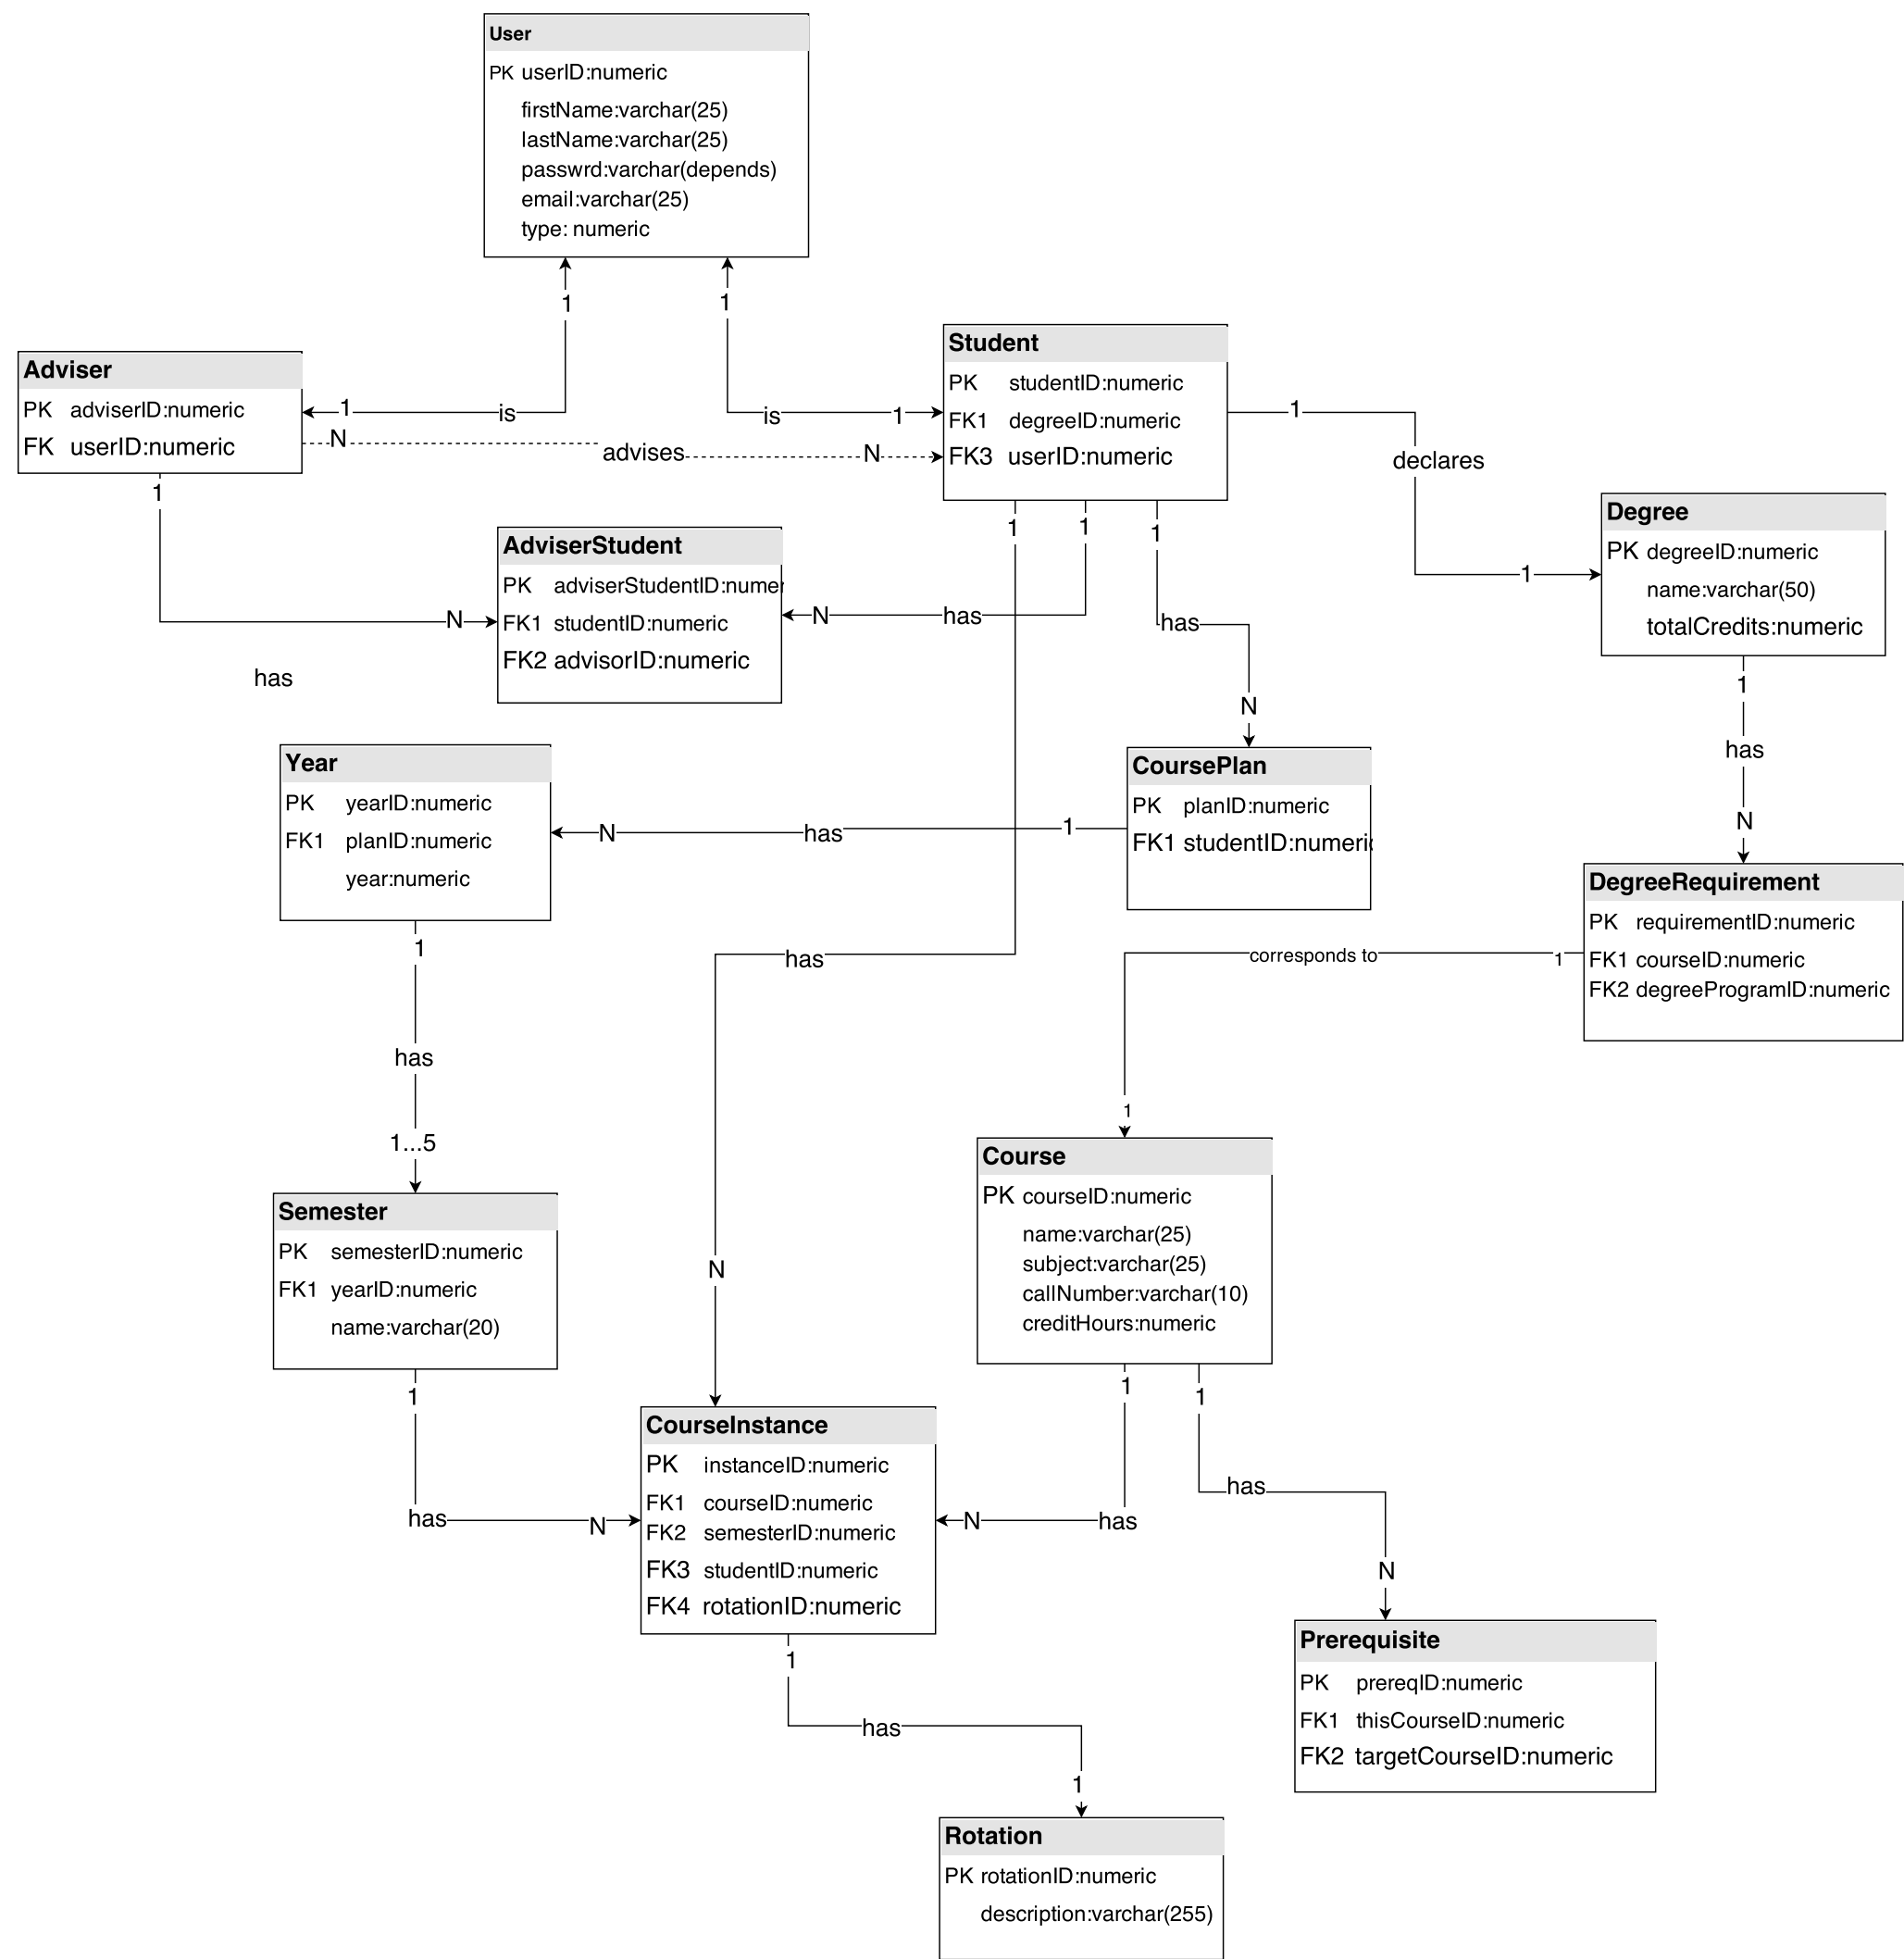 User
PK userID:numeric
firstName:varchar(25)
lastName:varchar(25)
passwrd:varchar(depends)
email:varchar(25)
type: numeric
1
1
Adviser
PK adviserID:numeric
FK userID:numeric
1
is
is
1
N
advises
N
Student
PK studentID:numeric
FK1 degreeID:numeric
FK3 userID:numeric
1
declares
1
Degree
PK degreeID:numeric
name:varchar(50)
totalCredits:numeric
1
1
1
1
AdviserStudent
PK adviserStudentID:numer
FK1 studentID:numeric
FK2 advisorID:numeric
N
N
has
has
has
N
1
has
N
Year
PK yearID:numeric
FK1 planID:numeric
year:numeric
N
has
1
CoursePlan
PK planID:numeric
FK1 studentID:numeric
DegreeRequirement
PK requirementID:numeric
FK1 courseID:numeric
FK2 degreeProgramID:numeric
1
has
corresponds to
1
has
1...5
1
Semester
PK semesterID:numeric
FK1 yearID:numeric
name:varchar(20)
N
Course
PK courseID:numeric
name:varchar(25)
subject:varchar(25)
callNumber:varchar(10)
creditHours:numeric
1
1
1
CourseInstance
PK instanceID:numeric
FK1 courseID:numeric
FK2 semesterID:numeric
FK3 studentID:numeric
FK4 rotationID:numeric
has
N
N
has
has
N
Prerequisite
PK prereqID:numeric
FK1 thisCourseID:numeric
FK2 targetCourseID:numeric
1
has
1
Rotation
PK rotationID:numeric
description:varchar(255)